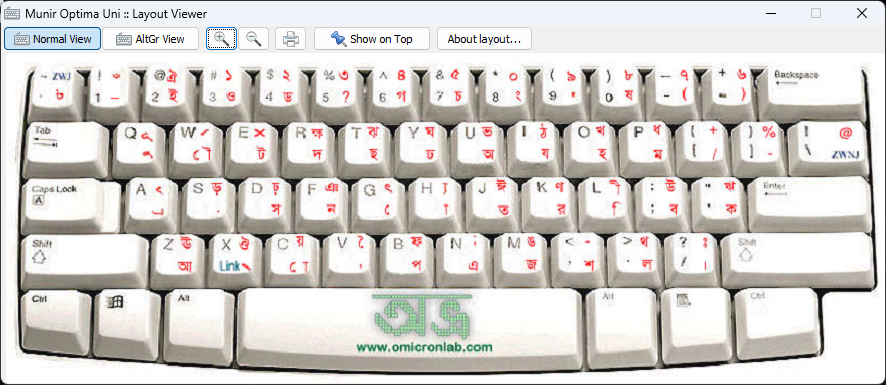 Munir Optima Uni :: Layout Viewer
Normal View AltGr View Show on Top About layout...
~ ZWJ ! @ ঐ # ১ $ ২ % ৩ ^ ৪ & ৫ * ০ ( ৯ ) ৮ _ ৭ + ৬ Backspace
` ৳ 1 – 2 ই 3 ও 4 ড 5 ? 6 গ 7 চ 8 ং 9 0 ষ - ( = )
Tab Q W E × R ক্ষ T ঝ Y ঘ U ভ I ঠ O খ P ধ { + } % | @
ৌ ট দ ছ ঢ অ য হ ম [ / ] - \ ZWNJ
Caps Lock A S ড় D ঢ় F ঞ G ৎ H J ঈ K ণ L ী : উ " ঋ Enter
A স ন ে া ত র ি ; ব ' ক
Shift Z ঊ X ঔ C য় V B ফ N M ঙ < - > থ ? ঃ Shift
আ Link ো প এ জ , শ . ল / ।
Ctrl Alt Alt Ctrl
অভ্র
www.omicronlab.com